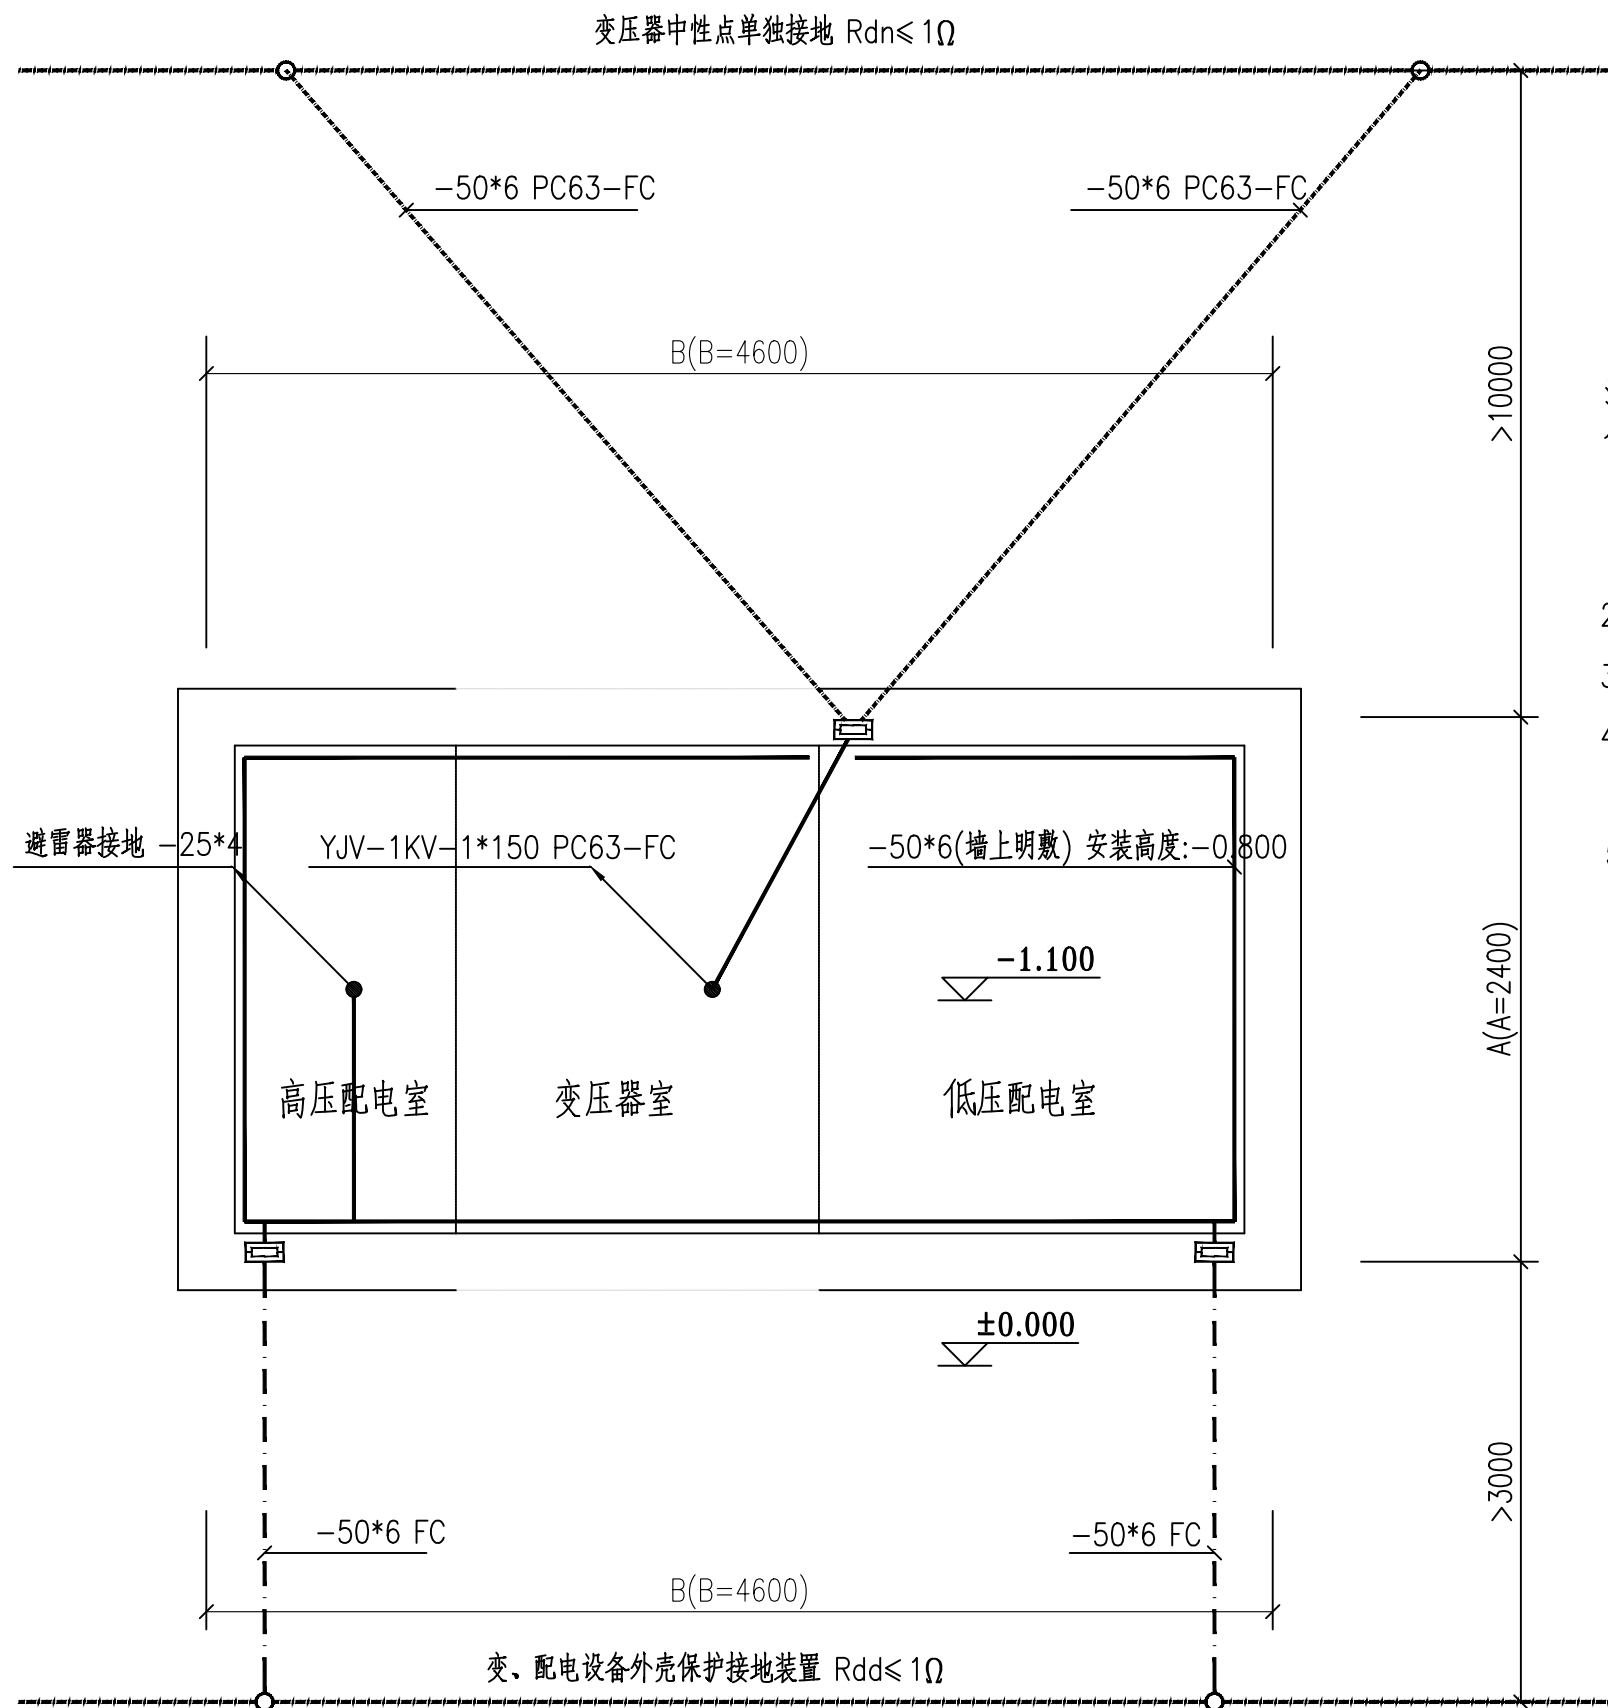 变压器中性点单独接地 Rdn≤1Ω
-50*6 PC63-FC
-50*6 PC63-FC
B(B=4600)
>10000
2
3
4
避雷器接地 -25*4
YJV-1KV-1*150 PC63-FC
-50*6(墙上明敷) 安装高度:-0.800
-1.100
A(A=2400)
高压配电室
变压器室
低压配电室
±0.000
>3000
-50*6 FC
-50*6 FC
B(B=4600)
变、配电设备外壳保护接地装置 Rdd≤1Ω